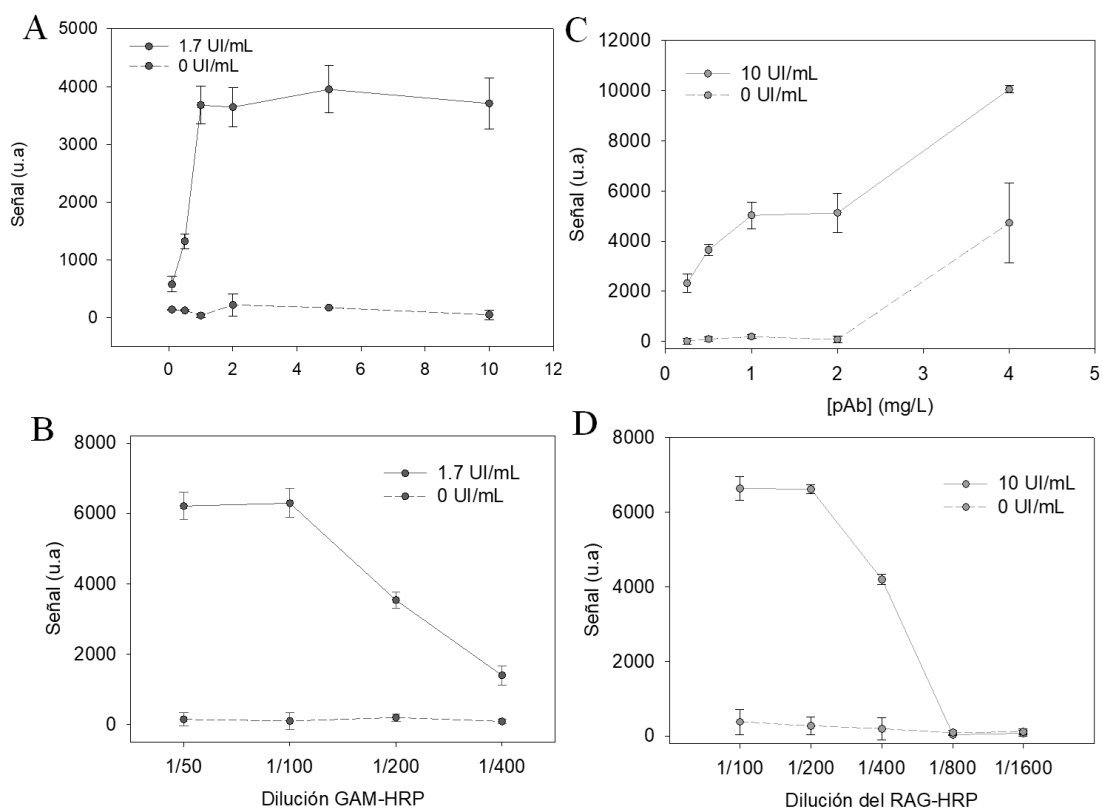 A
5000
4000
3000
2000
1000
0
Señal (u.a)
1.7 UI/mL
0 UI/mL
0 2 4 6 8 10 12
B
8000
6000
4000
2000
0
Señal (u.a)
1.7 UI/mL
0 UI/mL
1/50 1/100 1/200 1/400
Dilución GAM-HRP
C
12000
10000
8000
6000
4000
2000
0
Señal (u.a)
10 UI/mL
0 UI/mL
0 1 2 3 4 5
[pAb] (mg/L)
D
8000
6000
4000
2000
0
Señal (u.a)
10 UI/mL
0 UI/mL
1/100 1/200 1/400 1/800 1/1600
Dilución del RAG-HRP